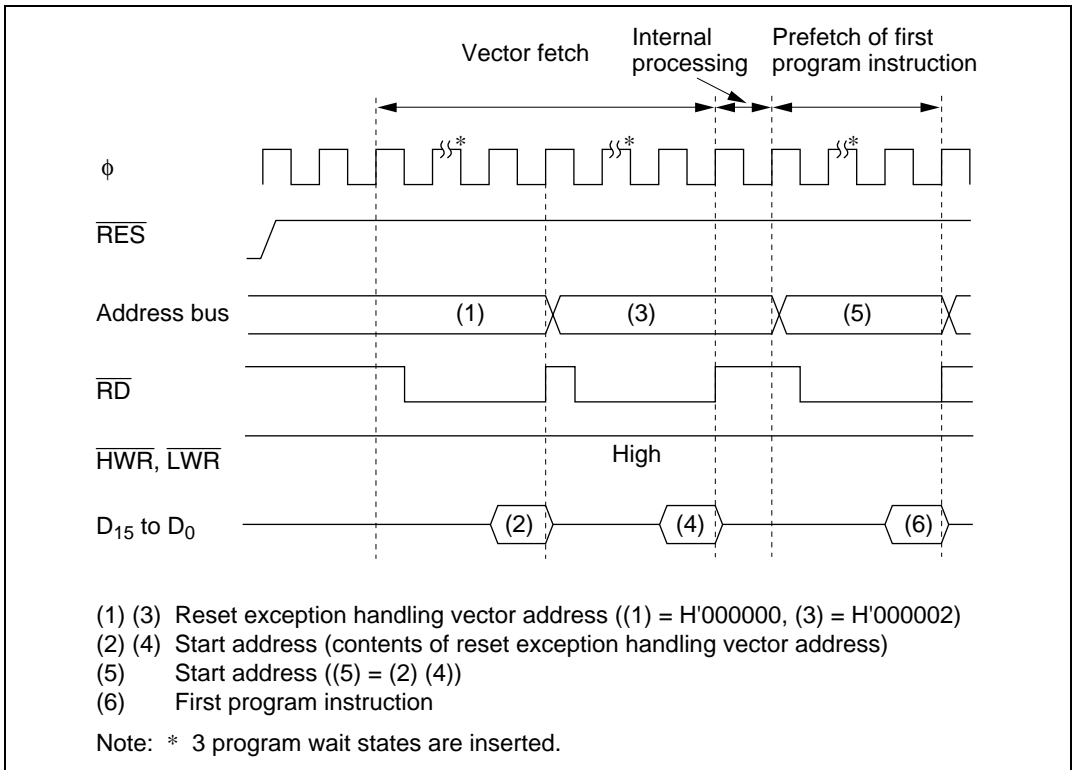 Vector fetch
Internal processing
Prefetch of first program instruction
ϕ
*
*
*
RES
Address bus
(1)
(3)
(5)
RD
HWR, LWR
High
D15 to D0
(2)
(4)
(6)
(1) (3) Reset exception handling vector address ((1) = H'000000, (3) = H'000002)
(2) (4) Start address (contents of reset exception handling vector address)
(5) Start address ((5) = (2) (4))
(6) First program instruction
Note: * 3 program wait states are inserted.